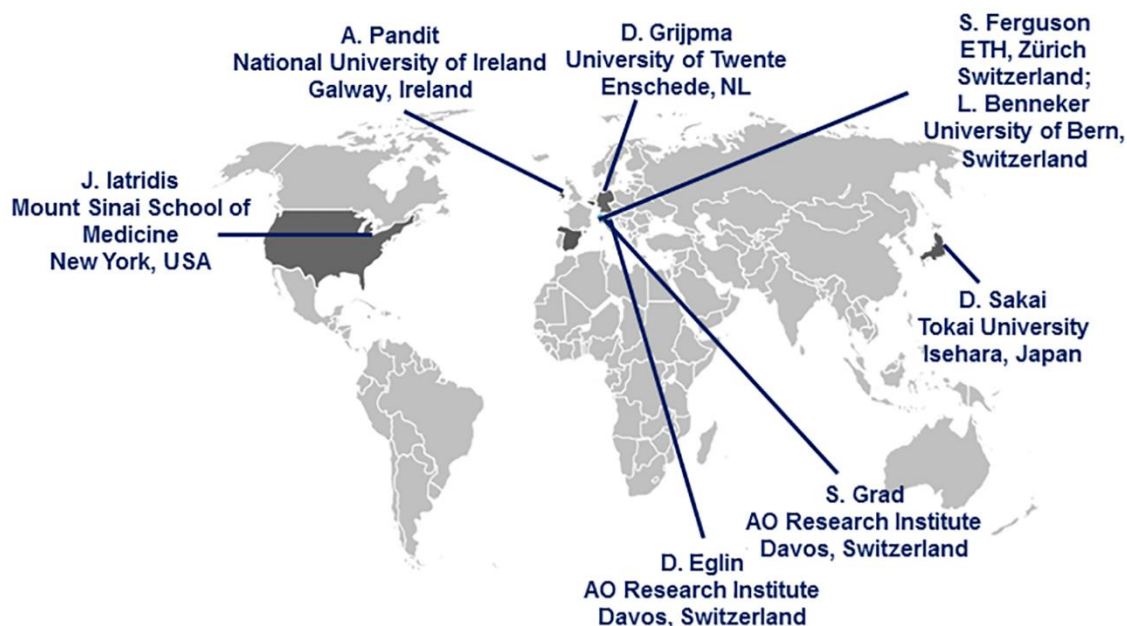 A. Pandit
National University of Ireland
Galway, Ireland
D. Grijpma
University of Twente
Enschede, NL
S. Ferguson
ETH, Zürich
Switzerland;
L. Benneker
University of Bern,
Switzerland
J. Iatridis
Mount Sinai School of
Medicine
New York, USA
D. Sakai
Tokai University
Isehara, Japan
S. Grad
AO Research Institute
Davos, Switzerland
D. Eglin
AO Research Institute
Davos, Switzerland